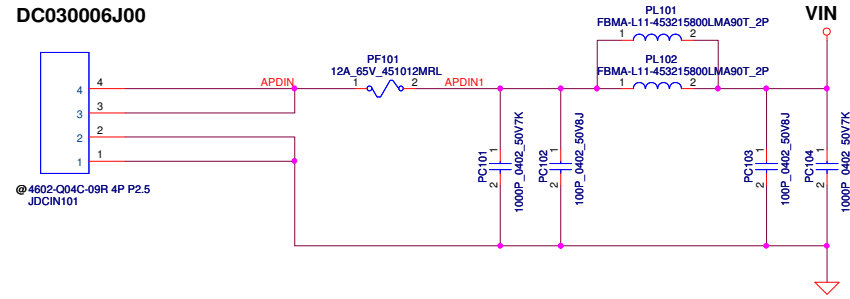 DC030006J00
PL101
FBMA-L11-453215800LMA90T_2P
1 2
VIN
PF101
12A_65V_451012MRL
PL102
FBMA-L11-453215800LMA90T_2P
1 2
APDIN
1 2
APDIN1
4 4
3 3
2 2
1 1
PC101
1 2
1000P_0402_50V7K
PC102
1 2
100P_0402_50V8J
PC103
1 2
100P_0402_50V8J
PC104
1 2
1000P_0402_50V7K
@ 4602-Q04C-09R 4P P2.5
JDCIN101